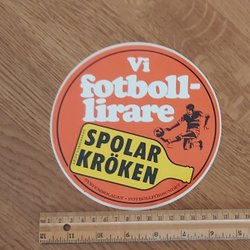 Vi
fotboll-
lirare
SPOLAR
KRÖKEN